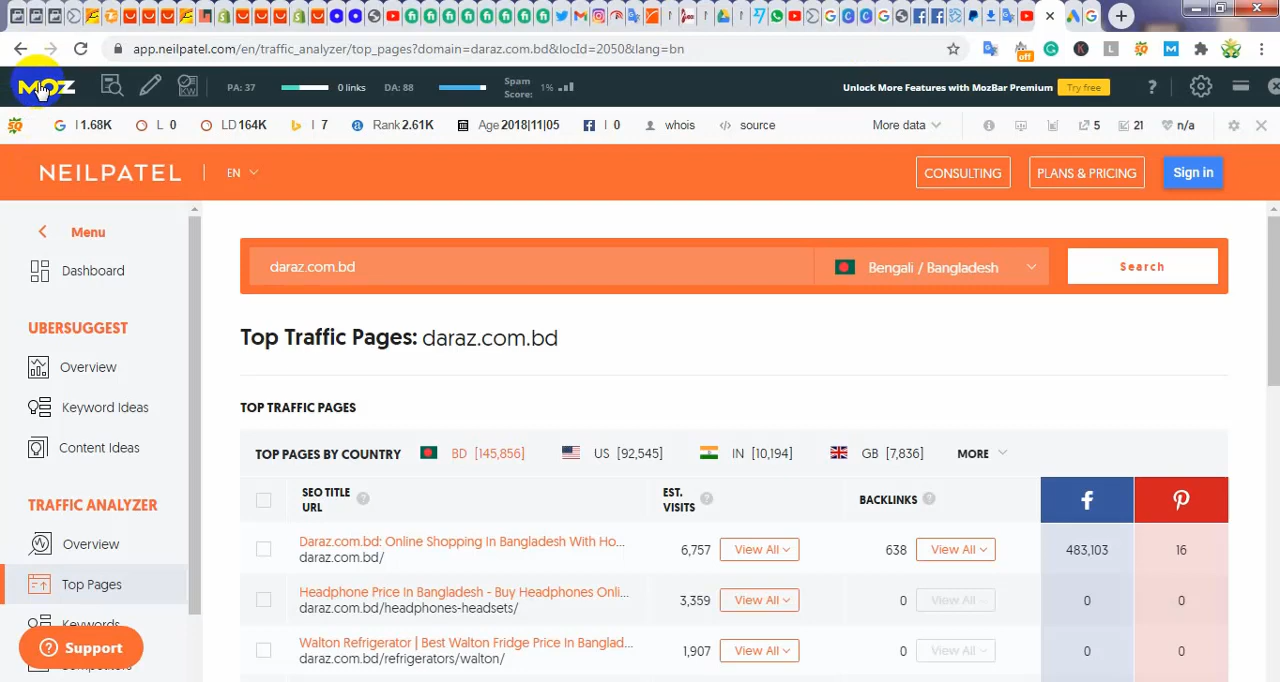 app.neilpatel.com/en/traffic_analyzer/top_pages?domain=daraz.com.bd&locId=2050&lang=bn
off
MOZ
PA: 37
0 links
DA: 88
Spam Score: 1%
Unlock More Features with MozBar Premium
Try free
?
I 1.68K
L 0
LD 164K
I 7
Rank 2.61K
Age 2018|11|05
I 0
whois
source
More data
5
21
n/a
NEILPATEL
EN
CONSULTING
PLANS & PRICING
Sign in
Menu
Dashboard
UBERSUGGEST
Overview
Keyword Ideas
Content Ideas
TRAFFIC ANALYZER
Overview
Top Pages
Keywords
Support
daraz.com.bd
Bengali / Bangladesh
Search
Top Traffic Pages: daraz.com.bd
TOP TRAFFIC PAGES
TOP PAGES BY COUNTRY
BD [145,856]
US [92,545]
IN [10,194]
GB [7,836]
MORE
SEO TITLE
URL
EST.
VISITS
BACKLINKS
Daraz.com.bd: Online Shopping In Bangladesh With Ho...
daraz.com.bd/
6,757
View All
638
View All
483,103
16
Headphone Price In Bangladesh - Buy Headphones Onli...
daraz.com.bd/headphones-headsets/
3,359
View All
0
View All
0
0
Walton Refrigerator | Best Walton Fridge Price In Banglad...
daraz.com.bd/refrigerators/walton/
1,907
View All
0
View All
0
0